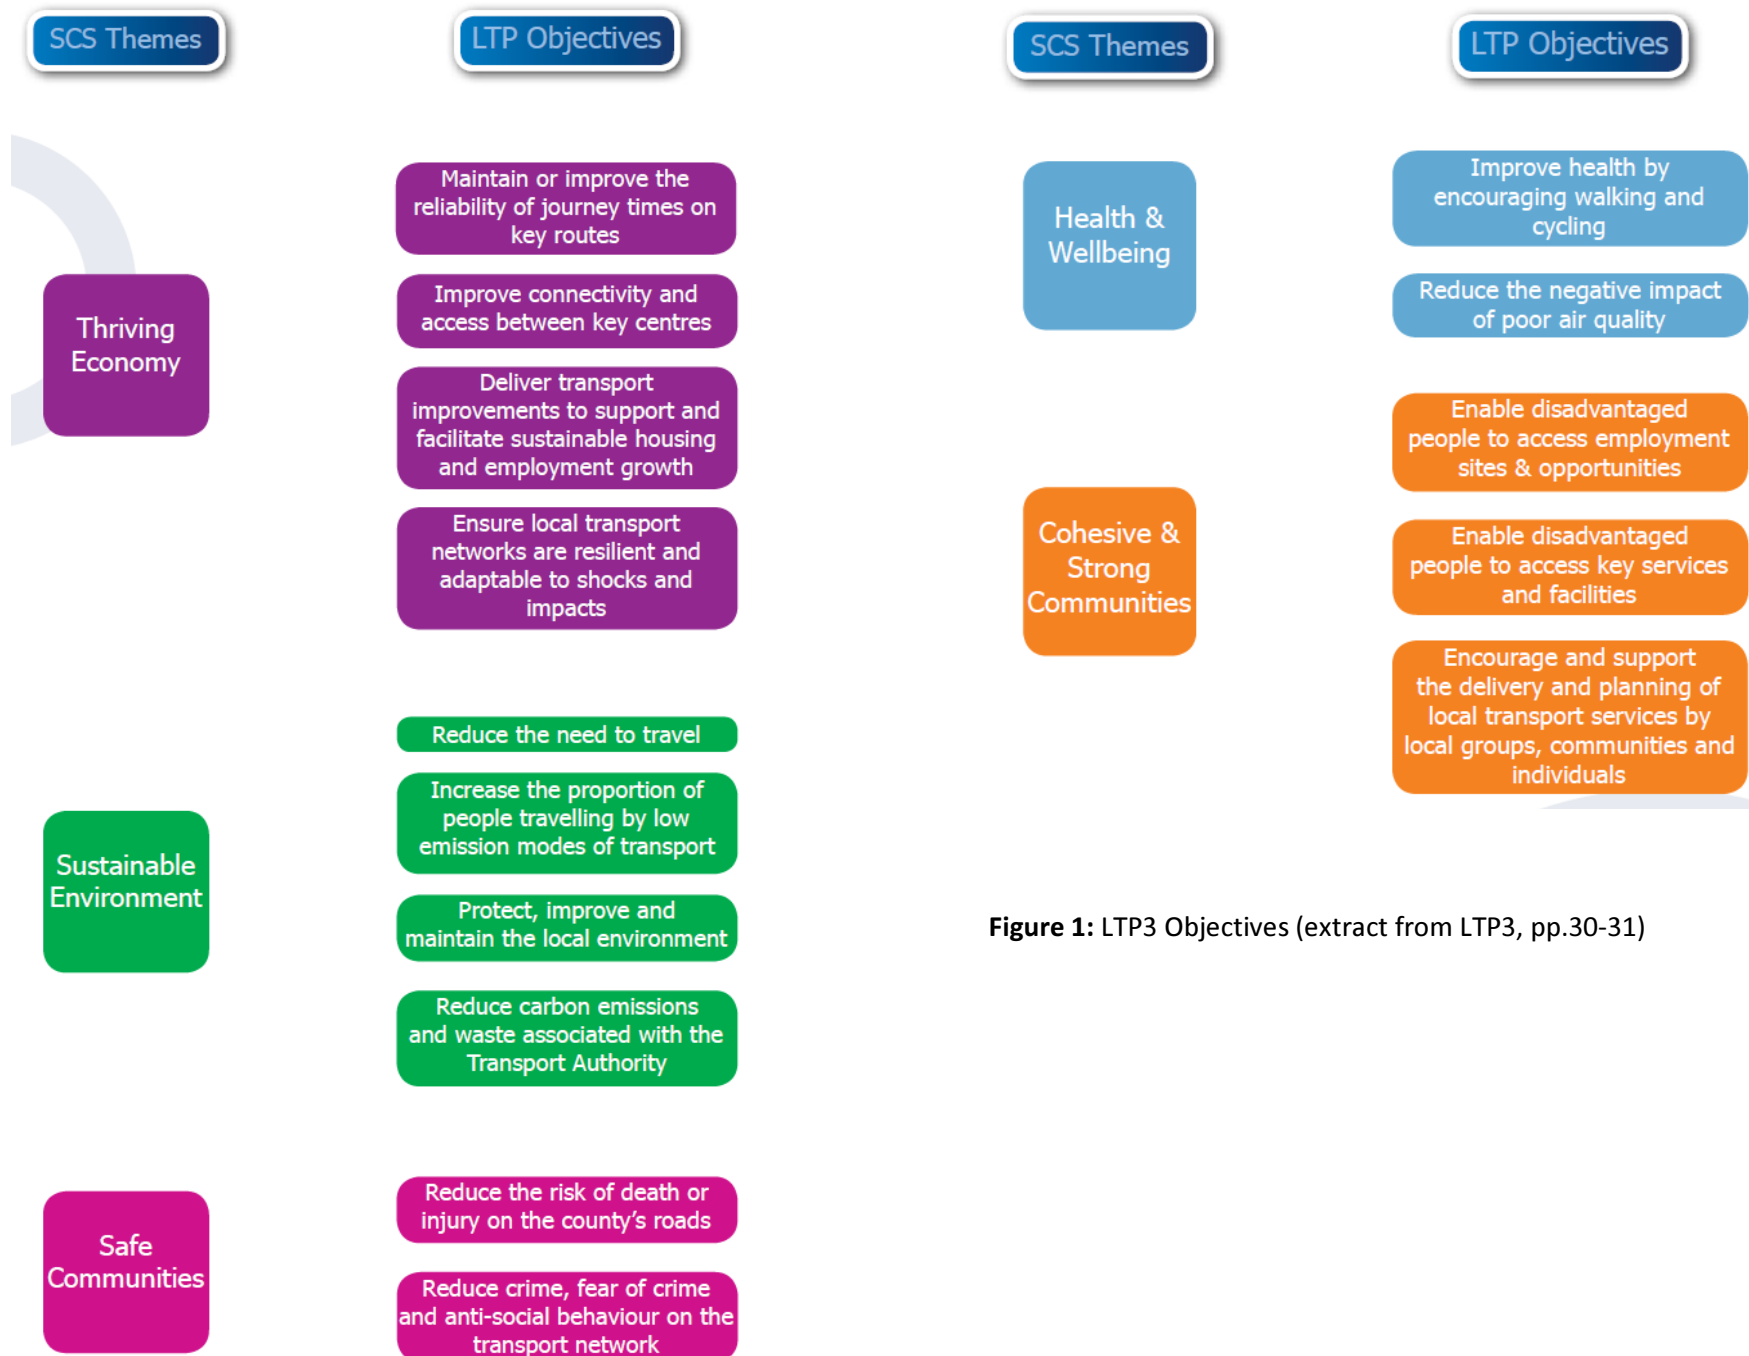 SCS Themes
LTP Objectives
Thriving
Economy
Maintain or improve the
reliability of journey times on
key routes
Improve connectivity and
access between key centres
Deliver transport
improvements to support and
facilitate sustainable housing
and employment growth
Ensure local transport
networks are resilient and
adaptable to shocks and
impacts
Sustainable
Environment
Reduce the need to travel
Increase the proportion of
people travelling by low
emission modes of transport
Protect, improve and
maintain the local environment
Reduce carbon emissions
and waste associated with the
Transport Authority
Safe
Communities
Reduce the risk of death or
injury on the county's roads
Reduce crime, fear of crime
and anti-social behaviour on the
transport network
SCS Themes
LTP Objectives
Health &
Wellbeing
Improve health by
encouraging walking and
cycling
Reduce the negative impact
of poor air quality
Cohesive &
Strong
Communities
Enable disadvantaged
people to access employment
sites & opportunities
Enable disadvantaged
people to access key services
and facilities
Encourage and support
the delivery and planning of
local transport services by
local groups, communities and
individuals
Figure 1: LTP3 Objectives (extract from LTP3, pp.30-31)